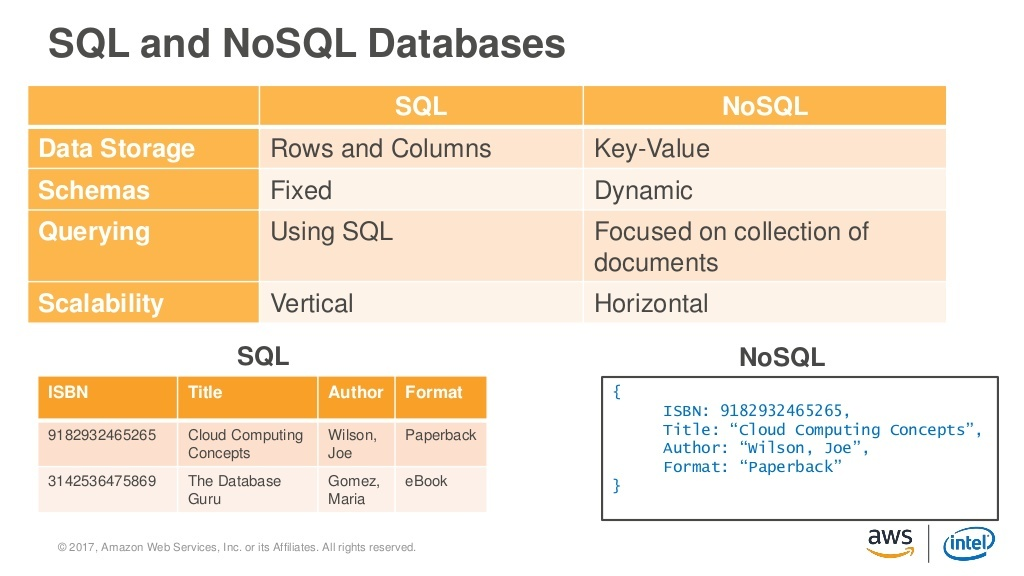 SQL and NoSQL Databases
SQL NoSQL
Data Storage Rows and Columns Key-Value
Schemas Fixed Dynamic
Querying Using SQL Focused on collection of
documents
Scalability Vertical Horizontal
SQL
ISBN Title Author Format
9182932465265 Cloud Computing Wilson, Paperback
Concepts Joe
3142536475869 The Database Gomez, eBook
Guru Maria
NoSQL
{
ISBN: 9182932465265,
Title: “Cloud Computing Concepts”,
Author: “Wilson, Joe”,
Format: “Paperback”
}
© 2017, Amazon Web Services, Inc. or its Affiliates. All rights reserved.
aws intel